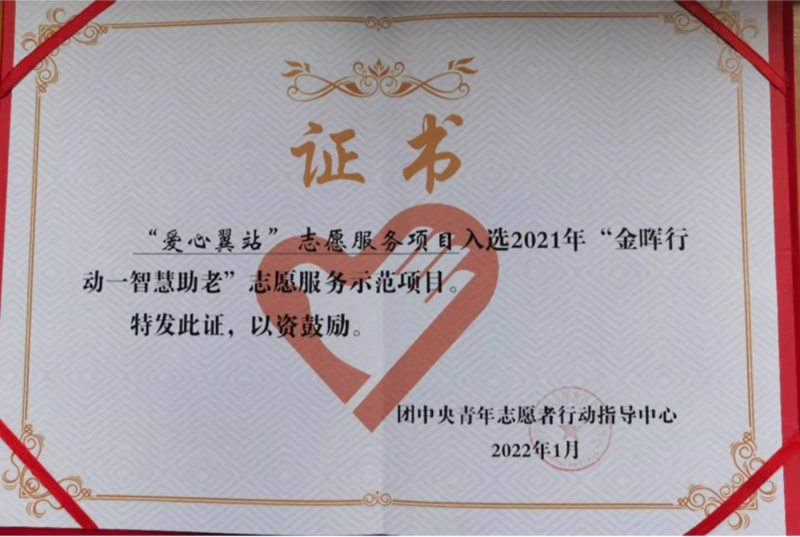 证书
“爱心翼站”志愿服务项目入选2021年“金晖行
动一智慧助老”志愿服务示范项目。
特发此证，以资鼓励。
团中央青年志愿者行动指导中心
2022年1月